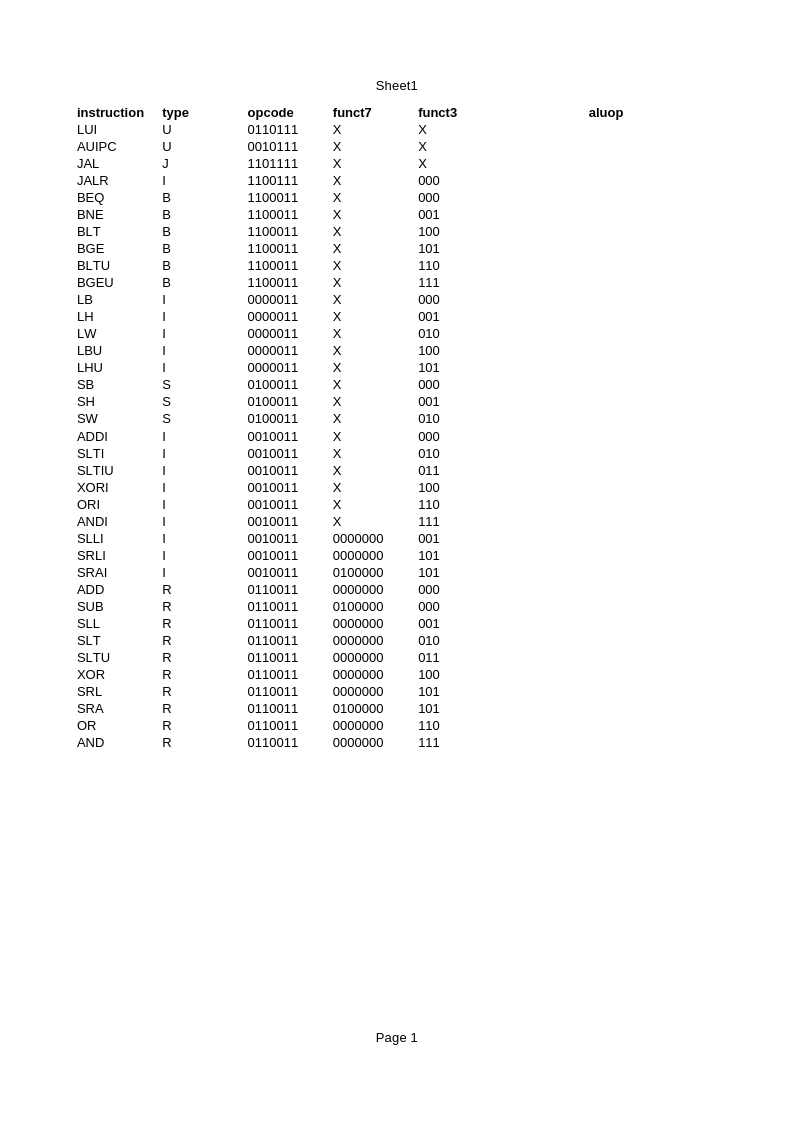 Sheet1
instruction type opcode funct7 funct3 aluop
LUI U 0110111 X X
AUIPC U 0010111 X X
JAL J 1101111 X X
JALR I 1100111 X 000
BEQ B 1100011 X 000
BNE B 1100011 X 001
BLT B 1100011 X 100
BGE B 1100011 X 101
BLTU B 1100011 X 110
BGEU B 1100011 X 111
LB I 0000011 X 000
LH I 0000011 X 001
LW I 0000011 X 010
LBU I 0000011 X 100
LHU I 0000011 X 101
SB S 0100011 X 000
SH S 0100011 X 001
SW S 0100011 X 010
ADDI I 0010011 X 000
SLTI I 0010011 X 010
SLTIU I 0010011 X 011
XORI I 0010011 X 100
ORI I 0010011 X 110
ANDI I 0010011 X 111
SLLI I 0010011 0000000 001
SRLI I 0010011 0000000 101
SRAI I 0010011 0100000 101
ADD R 0110011 0000000 000
SUB R 0110011 0100000 000
SLL R 0110011 0000000 001
SLT R 0110011 0000000 010
SLTU R 0110011 0000000 011
XOR R 0110011 0000000 100
SRL R 0110011 0000000 101
SRA R 0110011 0100000 101
OR R 0110011 0000000 110
AND R 0110011 0000000 111
Page 1